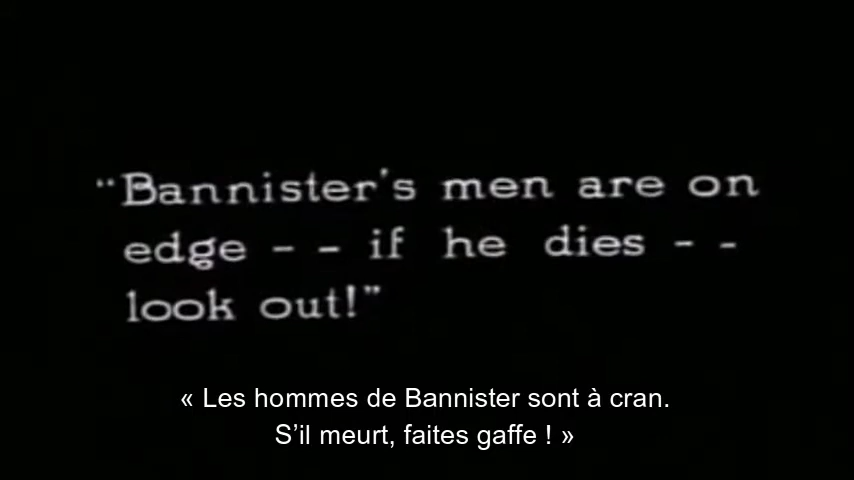 “Bannister's men are on
edge - - if he dies - -
look out!”
« Les hommes de Bannister sont à cran.
S’il meurt, faites gaffe ! »